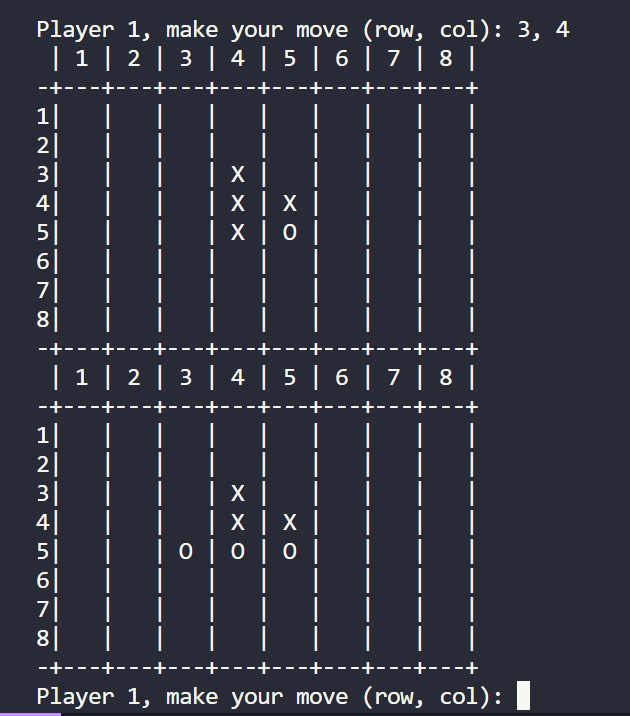 Player 1, make your move (row, col): 3, 4
 | 1 | 2 | 3 | 4 | 5 | 6 | 7 | 8 |
-+---+---+---+---+---+---+---+---+
1|   |   |   |   |   |   |   |   |
2|   |   |   |   |   |   |   |   |
3|   |   |   | X |   |   |   |   |
4|   |   |   | X | X |   |   |   |
5|   |   |   | X | O |   |   |   |
6|   |   |   |   |   |   |   |   |
7|   |   |   |   |   |   |   |   |
8|   |   |   |   |   |   |   |   |
-+---+---+---+---+---+---+---+---+
 | 1 | 2 | 3 | 4 | 5 | 6 | 7 | 8 |
-+---+---+---+---+---+---+---+---+
1|   |   |   |   |   |   |   |   |
2|   |   |   |   |   |   |   |   |
3|   |   |   | X |   |   |   |   |
4|   |   |   | X | X |   |   |   |
5|   |   | O | O | O |   |   |   |
6|   |   |   |   |   |   |   |   |
7|   |   |   |   |   |   |   |   |
8|   |   |   |   |   |   |   |   |
-+---+---+---+---+---+---+---+---+
Player 1, make your move (row, col):